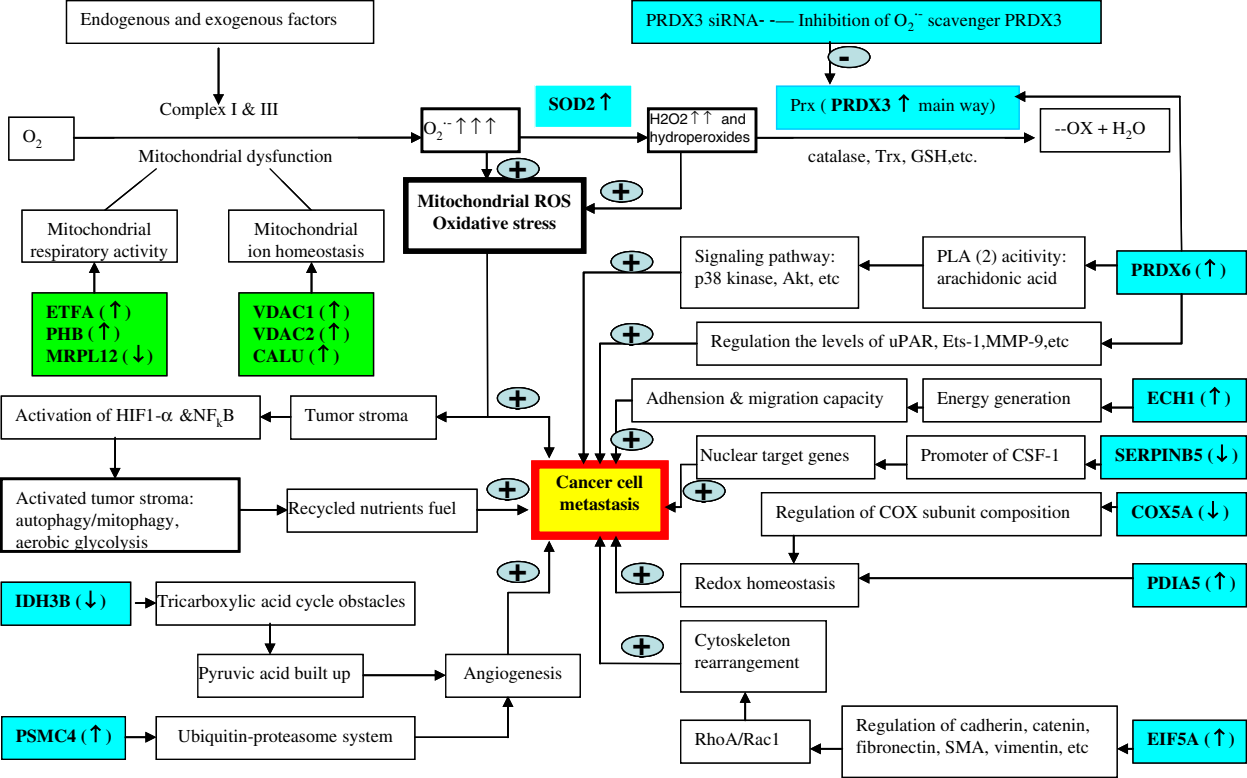 Endogenous and exogenous factors
PRDX3 siRNA- -— Inhibition of O₂·⁻ scavenger PRDX3
-
Complex I & III
SOD2 ↑
Prx ( PRDX3 ↑ main way)
O₂
O₂·⁻ ↑ ↑ ↑
H2O2 ↑ ↑ and
hydroperoxides
--OX + H₂O
Mitochondrial dysfunction
catalase, Trx, GSH,etc.
+
+
Mitochondrial ROS
Oxidative stress
Mitochondrial
respiratory activity
Mitochondrial
ion homeostasis
ETFA (↑)
PHB (↑)
MRPL12 (↓)
VDAC1 (↑)
VDAC2 (↑)
CALU (↑)
+
Signaling pathway:
p38 kinase, Akt, etc
PLA (2) acitivity:
arachidonic acid
PRDX6 (↑)
+
Regulation the levels of uPAR, Ets-1,MMP-9,etc
Activation of HIF1-α &NFₖB
Tumor stroma
+
Adhension & migration capacity
Energy generation
ECH1 (↑)
+
Nuclear target genes
Promoter of CSF-1
SERPINB5 (↓)
Activated tumor stroma:
autophagy/mitophagy,
aerobic glycolysis
Recycled nutrients fuel
+
Cancer cell
metastasis
+
Regulation of COX subunit composition
COX5A (↓)
IDH3B (↓)
Tricarboxylic acid cycle obstacles
+
+
Redox homeostasis
PDIA5 (↑)
Pyruvic acid built up
Angiogenesis
+
Cytoskeleton
rearrangement
PSMC4 (↑)
Ubiquitin-proteasome system
RhoA/Rac1
Regulation of cadherin, catenin,
fibronectin, SMA, vimentin, etc
EIF5A (↑)